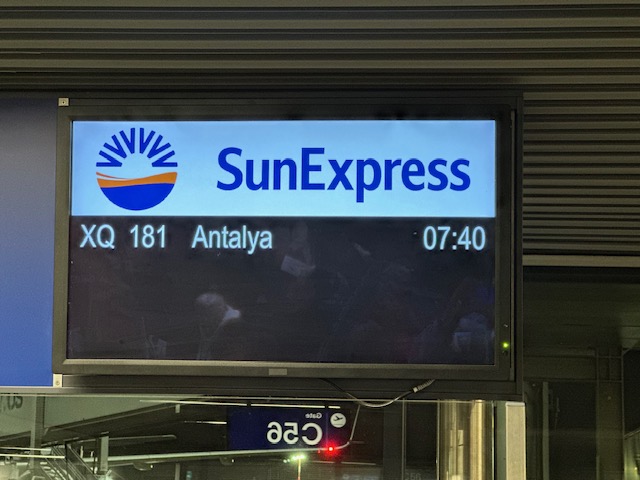 SunExpress
XQ 181 Antalya 07:40
Gate
C56